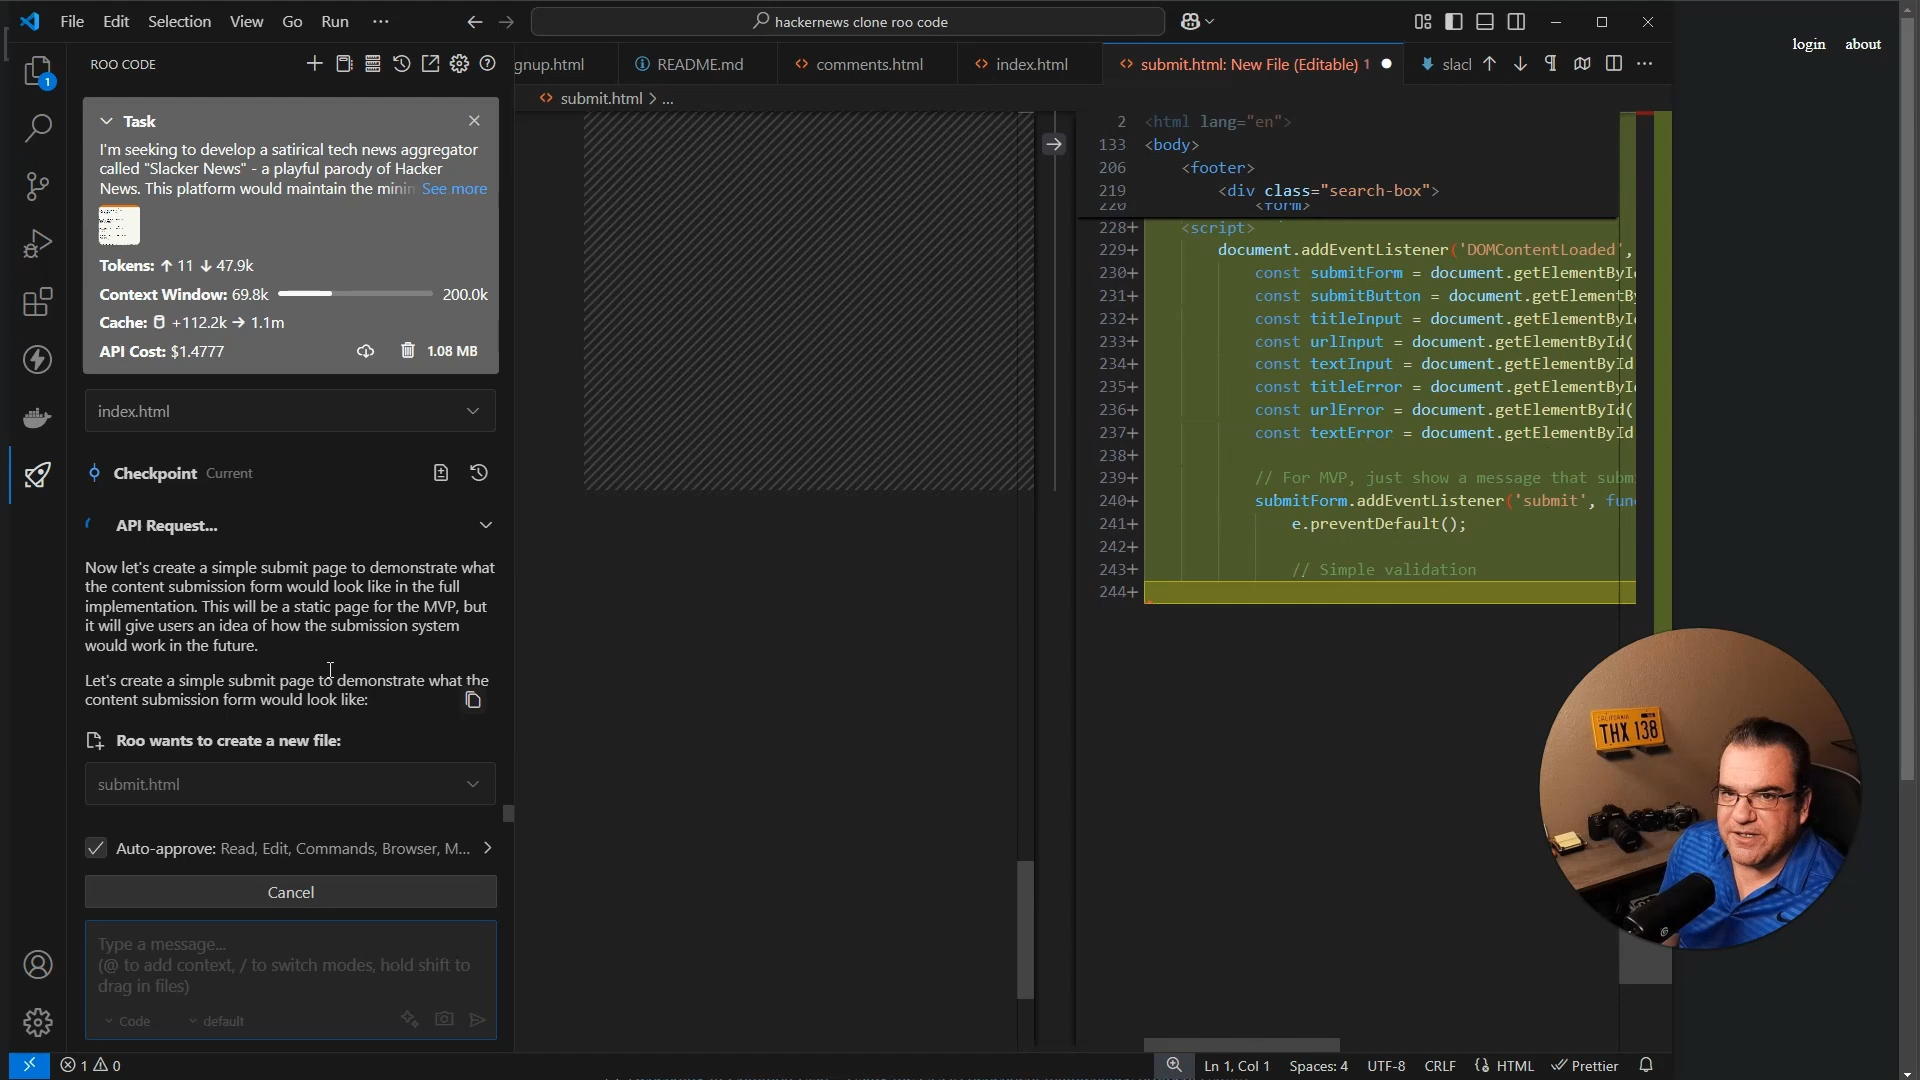 File Edit Selection View Go Run ···
hackernews clone roo code
login about
ROO CODE
gnup.html
README.md
comments.html
index.html
submit.html: New File (Editable) 1
slacl
submit.html > ...
1
Task
I'm seeking to develop a satirical tech news aggregator
called "Slacker News" - a playful parody of Hacker
News. This platform would maintain the minim See more
Tokens: ↑ 11 ↓ 47.9k
Context Window: 69.8k 200.0k
Cache: +112.2k → 1.1m
API Cost: $1.4777 1.08 MB
index.html
Checkpoint Current
API Request...
Now let's create a simple submit page to demonstrate what
the content submission form would look like in the full
implementation. This will be a static page for the MVP, but
it will give users an idea of how the submission system
would work in the future.
Let's create a simple submit page to demonstrate what the
content submission form would look like:
Roo wants to create a new file:
submit.html
Auto-approve: Read, Edit, Commands, Browser, M...
Cancel
Type a message...
(@ to add context, / to switch modes, hold shift to
drag in files)
Code default
2 <html lang="en">
133 <body>
206 <footer>
219 <div class="search-box">
220 <form>
228+ <script>
229+ document.addEventListener('DOMContentLoaded',
230+ const submitForm = document.getElementById
231+ const submitButton = document.getElementBy
232+ const titleInput = document.getElementById
233+ const urlInput = document.getElementById(
234+ const textInput = document.getElementById
235+ const titleError = document.getElementById
236+ const urlError = document.getElementById(
237+ const textError = document.getElementById
238+
239+ // For MVP, just show a message that subm
240+ submitForm.addEventListener('submit', func
241+ e.preventDefault();
242+
243+ // Simple validation
244+
CALIFORNIA
THX 138
1 0
Ln 1, Col 1 Spaces: 4 UTF-8 CRLF {} HTML Prettier